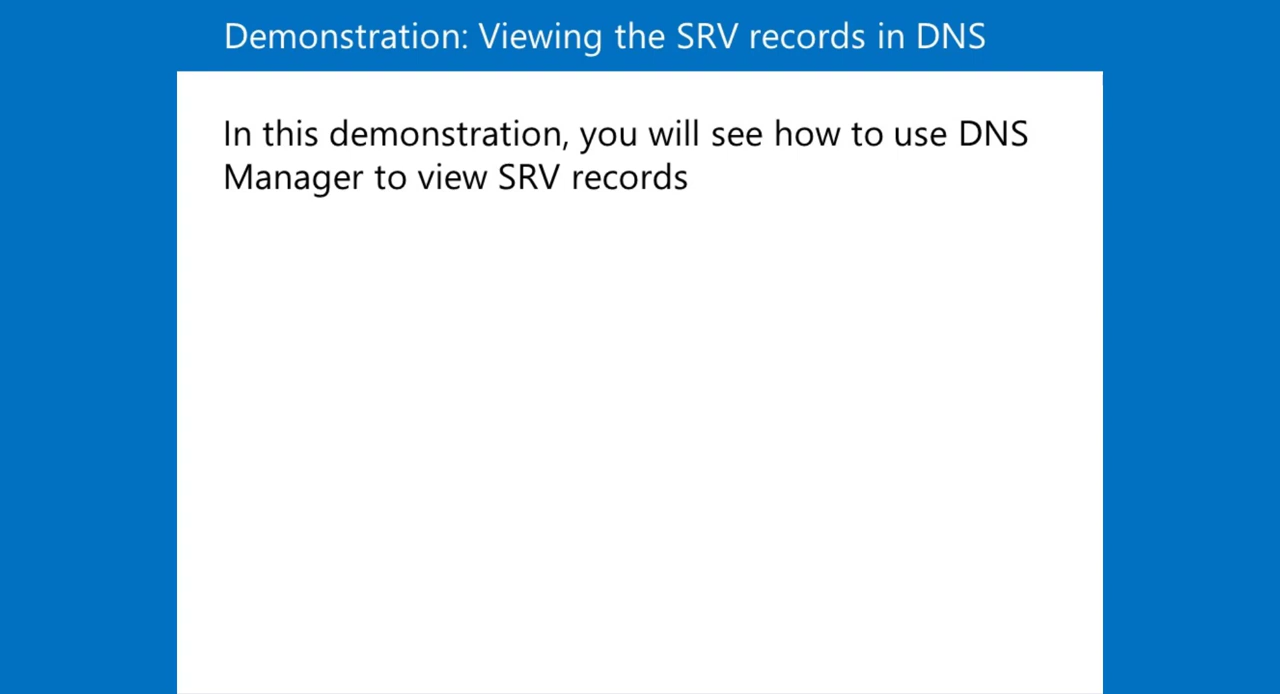 Demonstration: Viewing the SRV records in DNS
In this demonstration, you will see how to use DNS
Manager to view SRV records